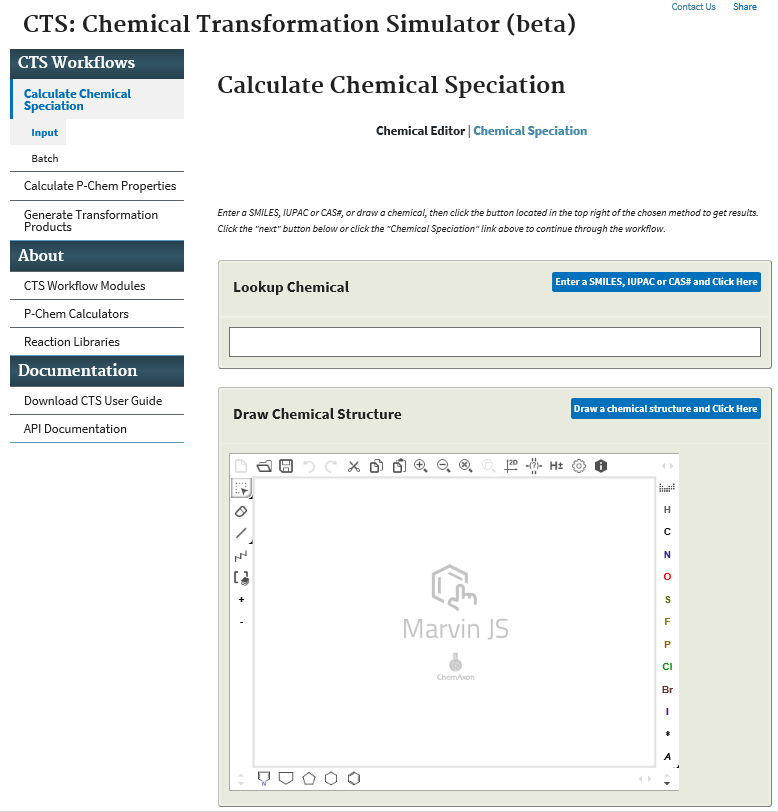 Contact Us Share
CTS: Chemical Transformation Simulator (beta)
CTS Workflows
Calculate Chemical
Speciation
Input
Batch
Calculate P-Chem Properties
Generate Transformation
Products
About
CTS Workflow Modules
P-Chem Calculators
Reaction Libraries
Documentation
Download CTS User Guide
API Documentation
Calculate Chemical Speciation
Chemical Editor | Chemical Speciation
Enter a SMILES, IUPAC or CAS#, or draw a chemical, then click the button located in the top right of the chosen method to get results.
Click the "next" button below or click the "Chemical Speciation" link above to continue through the workflow.
Lookup Chemical
Enter a SMILES, IUPAC or CAS# and Click Here
Draw Chemical Structure
Draw a chemical structure and Click Here
2D
H±
H
C
N
O
S
F
P
Cl
Br
I
*
A
+
-
Marvin JS
ChemAxon
N